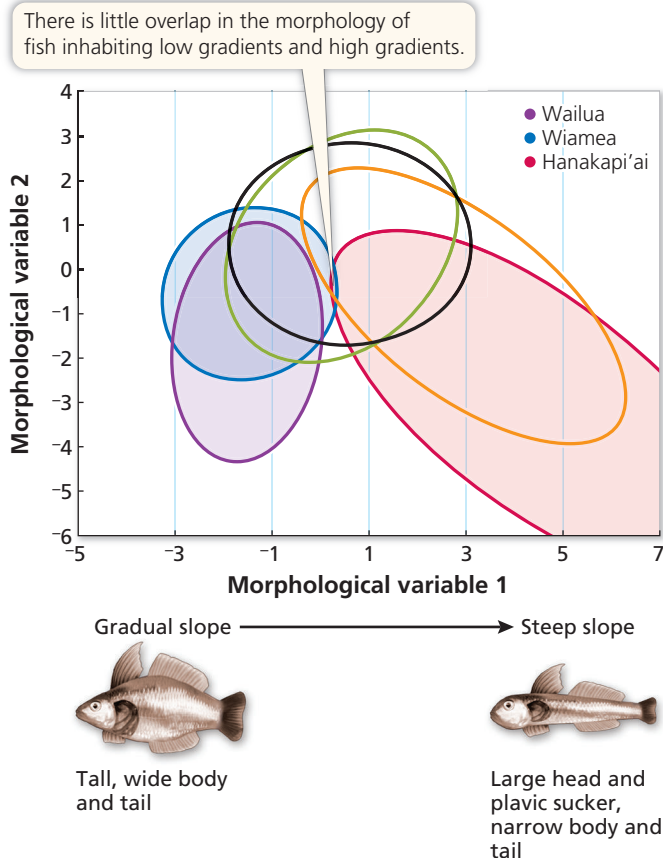 There is little overlap in the morphology of
fish inhabiting low gradients and high gradients.
Wailua
Wiamea
Hanakapi'ai
Morphological variable 2
4
3
2
1
0
−1
−2
−3
−4
−5
−6
−5
−3
−1
1
3
5
7
Morphological variable 1
Gradual slope
Steep slope
Tall, wide body
and tail
Large head and
plavic sucker,
narrow body and
tail